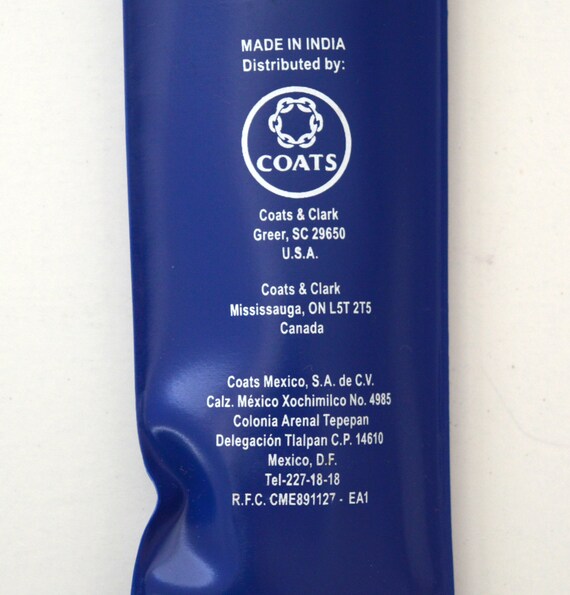 MADE IN INDIA
Distributed by:
COATS
Coats & Clark
Greer, SC 29650
U.S.A.
Coats & Clark
Mississauga, ON L5T 2T5
Canada
Coats Mexico, S.A. de C.V.
Calz. México Xochimilco No. 4985
Colonia Arenal Tepepan
Delegación Tlalpan C.P. 14610
Mexico, D.F.
Tel-227-18-18
R.F.C. CME891127 - EA1